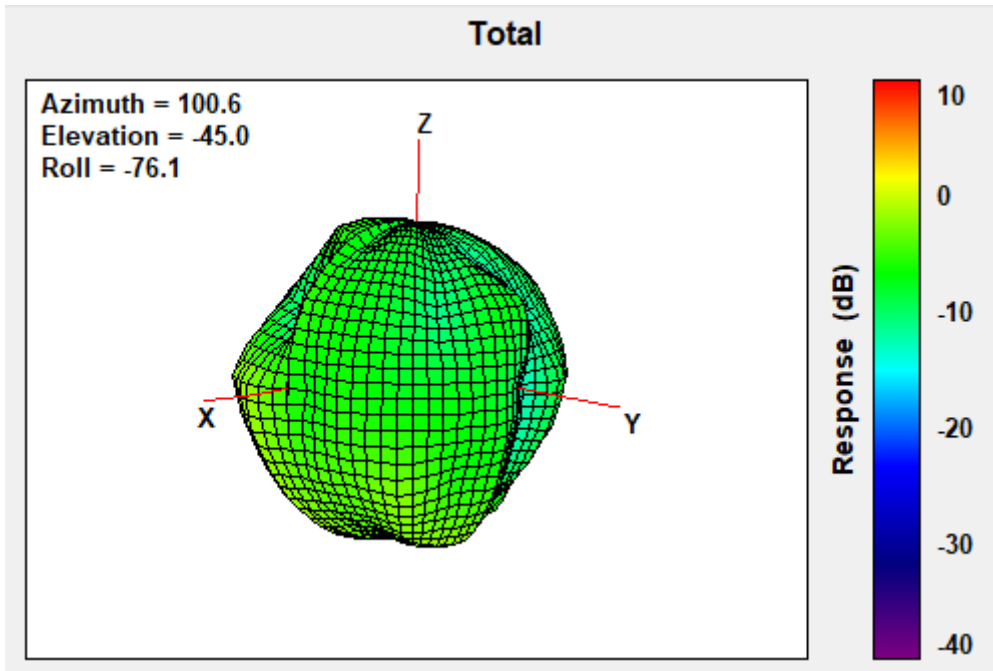 Total
Azimuth = 100.6
Elevation = -45.0
Roll = -76.1
Z
X
Y
10
0
-10
-20
-30
-40
Response (dB)